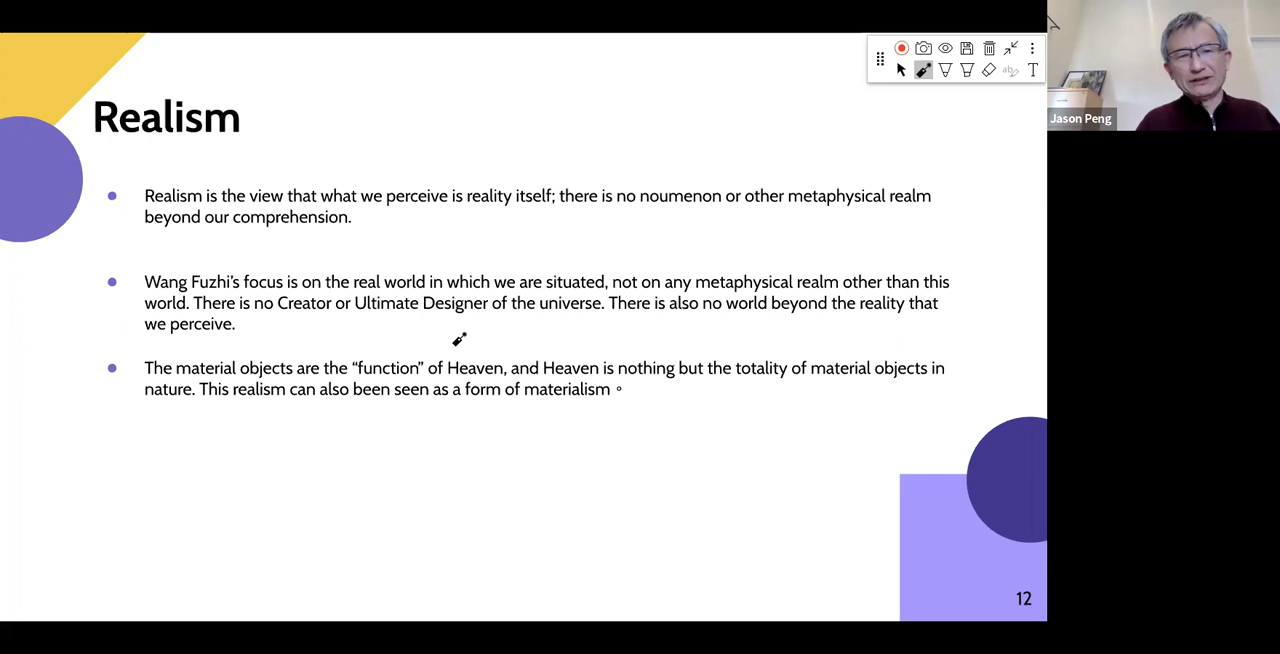 Realism
Realism is the view that what we perceive is reality itself; there is no noumenon or other metaphysical realm
beyond our comprehension.
Wang Fuzhi's focus is on the real world in which we are situated, not on any metaphysical realm other than this
world. There is no Creator or Ultimate Designer of the universe. There is also no world beyond the reality that
we perceive.
The material objects are the “function” of Heaven, and Heaven is nothing but the totality of material objects in
nature. This realism can also been seen as a form of materialism。
12
ab
T
Jason Peng